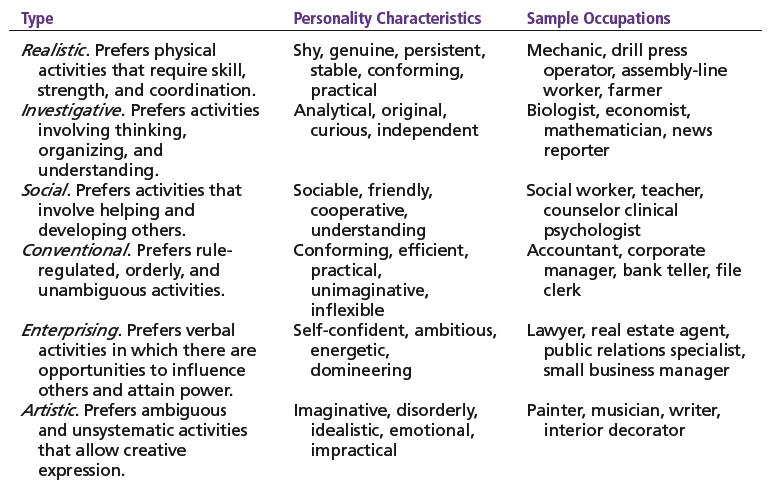 Type Personality Characteristics Sample Occupations
Realistic. Prefers physical
activities that require skill,
strength, and coordination.
Shy, genuine, persistent,
stable, conforming,
practical
Mechanic, drill press
operator, assembly-line
worker, farmer
Investigative. Prefers activities
involving thinking,
organizing, and
understanding.
Analytical, original,
curious, independent
Biologist, economist,
mathematician, news
reporter
Social. Prefers activities that
involve helping and
developing others.
Sociable, friendly,
cooperative,
understanding
Social worker, teacher,
counselor clinical
psychologist
Conventional. Prefers rule-
regulated, orderly, and
unambiguous activities.
Conforming, efficient,
practical,
unimaginative,
inflexible
Accountant, corporate
manager, bank teller, file
clerk
Enterprising. Prefers verbal
activities in which there are
opportunities to influence
others and attain power.
Self-confident, ambitious,
energetic,
domineering
Lawyer, real estate agent,
public relations specialist,
small business manager
Artistic. Prefers ambiguous
and unsystematic activities
that allow creative
expression.
Imaginative, disorderly,
idealistic, emotional,
impractical
Painter, musician, writer,
interior decorator